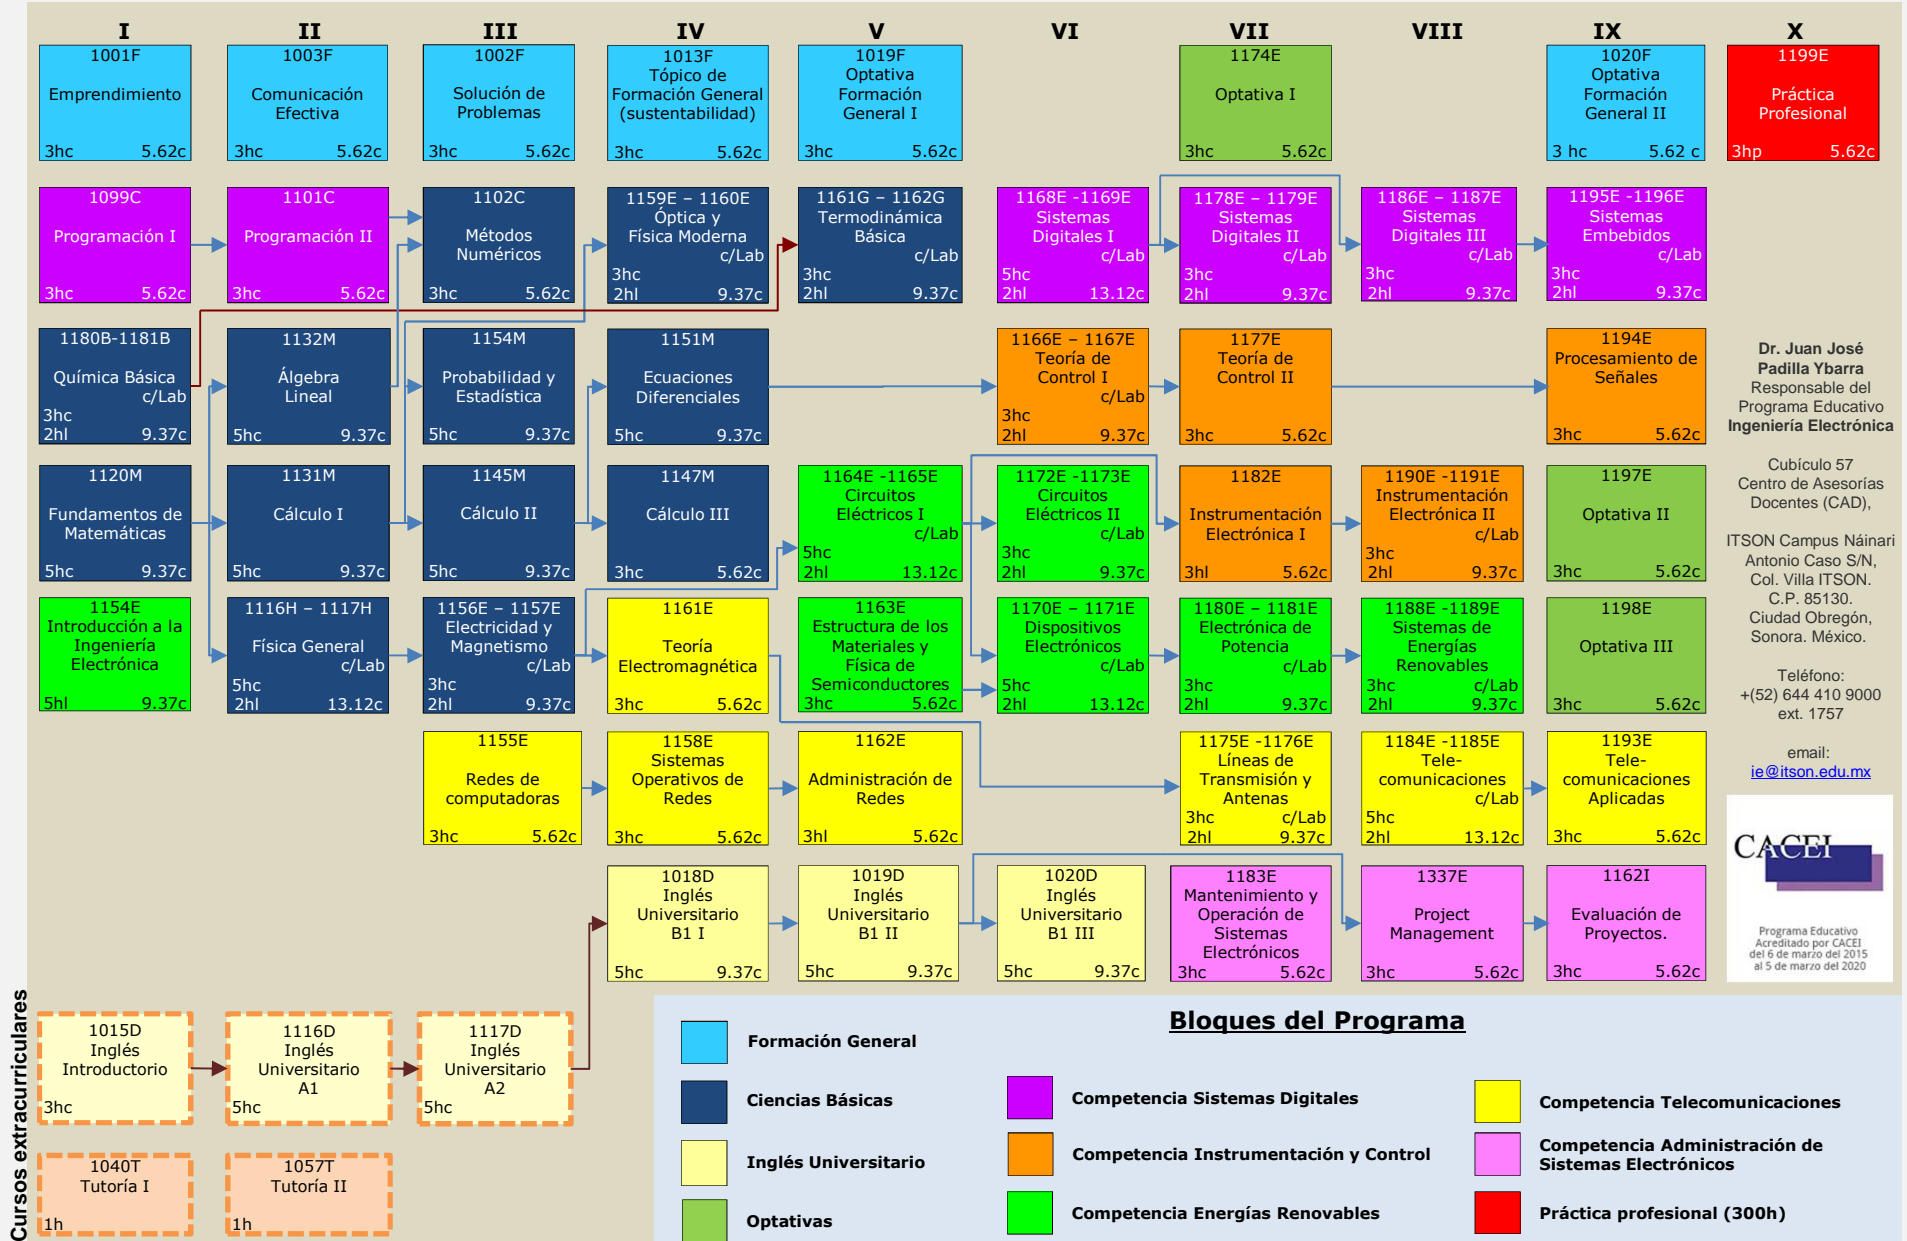 I II III IV V VI VII VIII IX X
1001F
Emprendimiento
3hc 5.62c
1003F
Comunicación
Efectiva
3hc 5.62c
1002F
Solución de
Problemas
3hc 5.62c
1013F
Tópico de
Formación General
(sustentabilidad)
3hc 5.62c
1019F
Optativa
Formación
General I
3hc 5.62c
1174E
Optativa I
3hc 5.62c
1020F
Optativa
Formación
General II
3 hc 5.62 c
1199E
Práctica
Profesional
3hp 5.62c
1099C
Programación I
3hc 5.62c
1101C
Programación II
3hc 5.62c
1102C
Métodos
Numéricos
3hc 5.62c
1159E – 1160E
Óptica y
Física Moderna
c/Lab
3hc
2hl 9.37c
1161G – 1162G
Termodinámica
Básica
c/Lab
3hc
2hl 9.37c
1168E -1169E
Sistemas
Digitales I
c/Lab
5hc
2hl 13.12c
1178E – 1179E
Sistemas
Digitales II
c/Lab
3hc
2hl 9.37c
1186E – 1187E
Sistemas
Digitales III
c/Lab
3hc
2hl 9.37c
1195E -1196E
Sistemas
Embebidos
c/Lab
3hc
2hl 9.37c
1180B-1181B
Química Básica
c/Lab
3hc
2hl 9.37c
1132M
Álgebra
Lineal
5hc 9.37c
1154M
Probabilidad y
Estadística
5hc 9.37c
1151M
Ecuaciones
Diferenciales
5hc 9.37c
1166E – 1167E
Teoría de
Control I
c/Lab
3hc
2hl 9.37c
1177E
Teoría de
Control II
3hc 5.62c
1194E
Procesamiento de
Señales
3hc 5.62c
Dr. Juan José
Padilla Ybarra
Responsable del
Programa Educativo
Ingeniería Electrónica
Cubículo 57
Centro de Asesorías
Docentes (CAD),
ITSON Campus Náinari
Antonio Caso S/N,
Col. Villa ITSON.
C.P. 85130.
Ciudad Obregón,
Sonora. México.
Teléfono:
+(52) 644 410 9000
ext. 1757
email:
ie@itson.edu.mx
1120M
Fundamentos de
Matemáticas
5hc 9.37c
1131M
Cálculo I
5hc 9.37c
1145M
Cálculo II
5hc 9.37c
1147M
Cálculo III
3hc 5.62c
1164E -1165E
Circuitos
Eléctricos I
c/Lab
5hc
2hl 13.12c
1172E -1173E
Circuitos
Eléctricos II
c/Lab
3hc
2hl 9.37c
1182E
Instrumentación
Electrónica I
3hl 5.62c
1190E -1191E
Instrumentación
Electrónica II
c/Lab
3hc
2hl 9.37c
1197E
Optativa II
3hc 5.62c
1154E
Introducción a la
Ingeniería
Electrónica
5hl 9.37c
1116H – 1117H
Física General
c/Lab
5hc
2hl 13.12c
1156E – 1157E
Electricidad y
Magnetismo
c/Lab
3hc
2hl 9.37c
1161E
Teoría
Electromagnética
3hc 5.62c
1163E
Estructura de los
Materiales y
Física de
Semiconductores
3hc 5.62c
1170E – 1171E
Dispositivos
Electrónicos
c/Lab
5hc
2hl 13.12c
1180E – 1181E
Electrónica de
Potencia
c/Lab
3hc
2hl 9.37c
1188E -1189E
Sistemas de
Energías
Renovables
3hc c/Lab
2hl 9.37c
1198E
Optativa III
3hc 5.62c
1155E
Redes de
computadoras
3hc 5.62c
1158E
Sistemas
Operativos de
Redes
3hc 5.62c
1162E
Administración de
Redes
3hl 5.62c
1175E -1176E
Líneas de
Transmisión y
Antenas
3hc c/Lab
2hl 9.37c
1184E -1185E
Tele-
comunicaciones
c/Lab
5hc
2hl 13.12c
1193E
Tele-
comunicaciones
Aplicadas
3hc 5.62c
CACEI
Programa Educativo
Acreditado por CACEI
del 6 de marzo del 2015
al 5 de marzo del 2020
1018D
Inglés
Universitario
B1 I
5hc 9.37c
1019D
Inglés
Universitario
B1 II
5hc 9.37c
1020D
Inglés
Universitario
B1 III
5hc 9.37c
1183E
Mantenimiento y
Operación de
Sistemas
Electrónicos
3hc 5.62c
1337E
Project
Management
3hc 5.62c
1162I
Evaluación de
Proyectos.
3hc 5.62c
Cursos extracurriculares
1015D
Inglés
Introductorio
3hc
1116D
Inglés
Universitario
A1
5hc
1117D
Inglés
Universitario
A2
5hc
1040T
Tutoría I
1h
1057T
Tutoría II
1h
Bloques del Programa
Formación General
Ciencias Básicas
Inglés Universitario
Optativas
Competencia Sistemas Digitales
Competencia Instrumentación y Control
Competencia Energías Renovables
Competencia Telecomunicaciones
Competencia Administración de
Sistemas Electrónicos
Práctica profesional (300h)